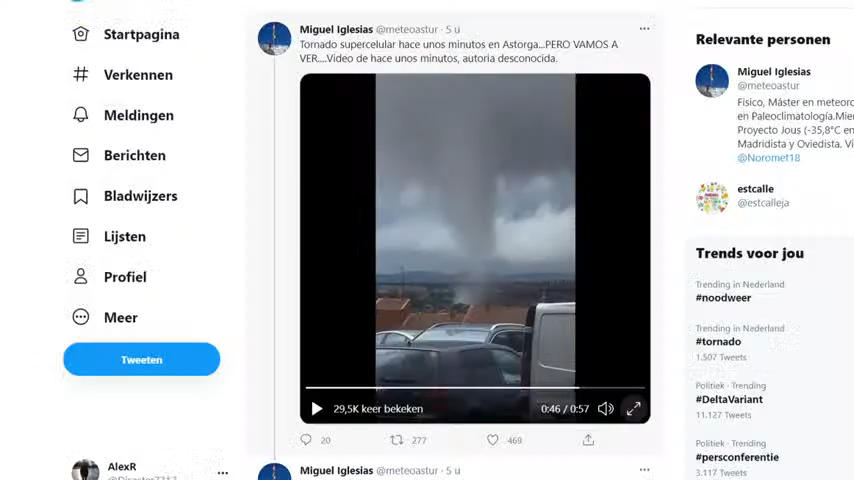 Startpagina
Verkennen
Meldingen
Berichten
Bladwijzers
Lijsten
Profiel
Meer
Tweeten
AlexR
Miguel Iglesias @meteoastur · 5 u
Tornado supercelular hace unos minutos en Astorga...PERO VAMOS A
VER....Video de hace unos minutos, autoria desconocida.
29,5K keer bekeken
0:46 / 0:57
20
277
469
Miguel Iglesias @meteoastur · 5 u
Relevante personen
Miguel Iglesias
@meteoastur
Fisico, Máster en meteoro
en Paleoclimatología.Mier
Proyecto Jous (-35,8°C en
Madridista y Oviedista. Vi
@Noromet18
estcalle
@estcalleja
Trends voor jou
Trending in Nederland
#noodweer
Trending in Nederland
#tornado
1.507 Tweets
Politiek · Trending
#DeltaVariant
11.127 Tweets
Politiek · Trending
#persconferentie
3.117 Tweets